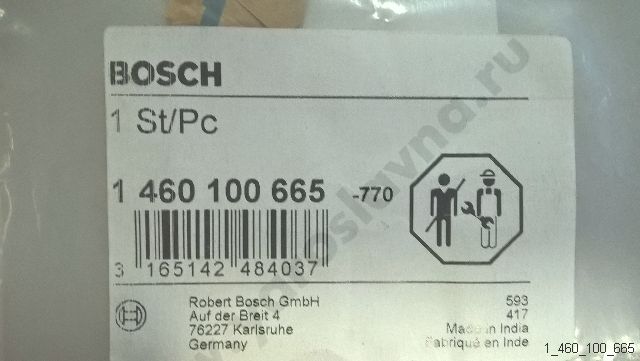 BOSCH
1 St/Pc
1 460 100 665 -770
3 165142 484037
Robert Bosch GmbH
Auf der Breit 4
76227 Karlsruhe
Germany
593
417
Made in India
Fabriqué en Inde
1_460_100_665